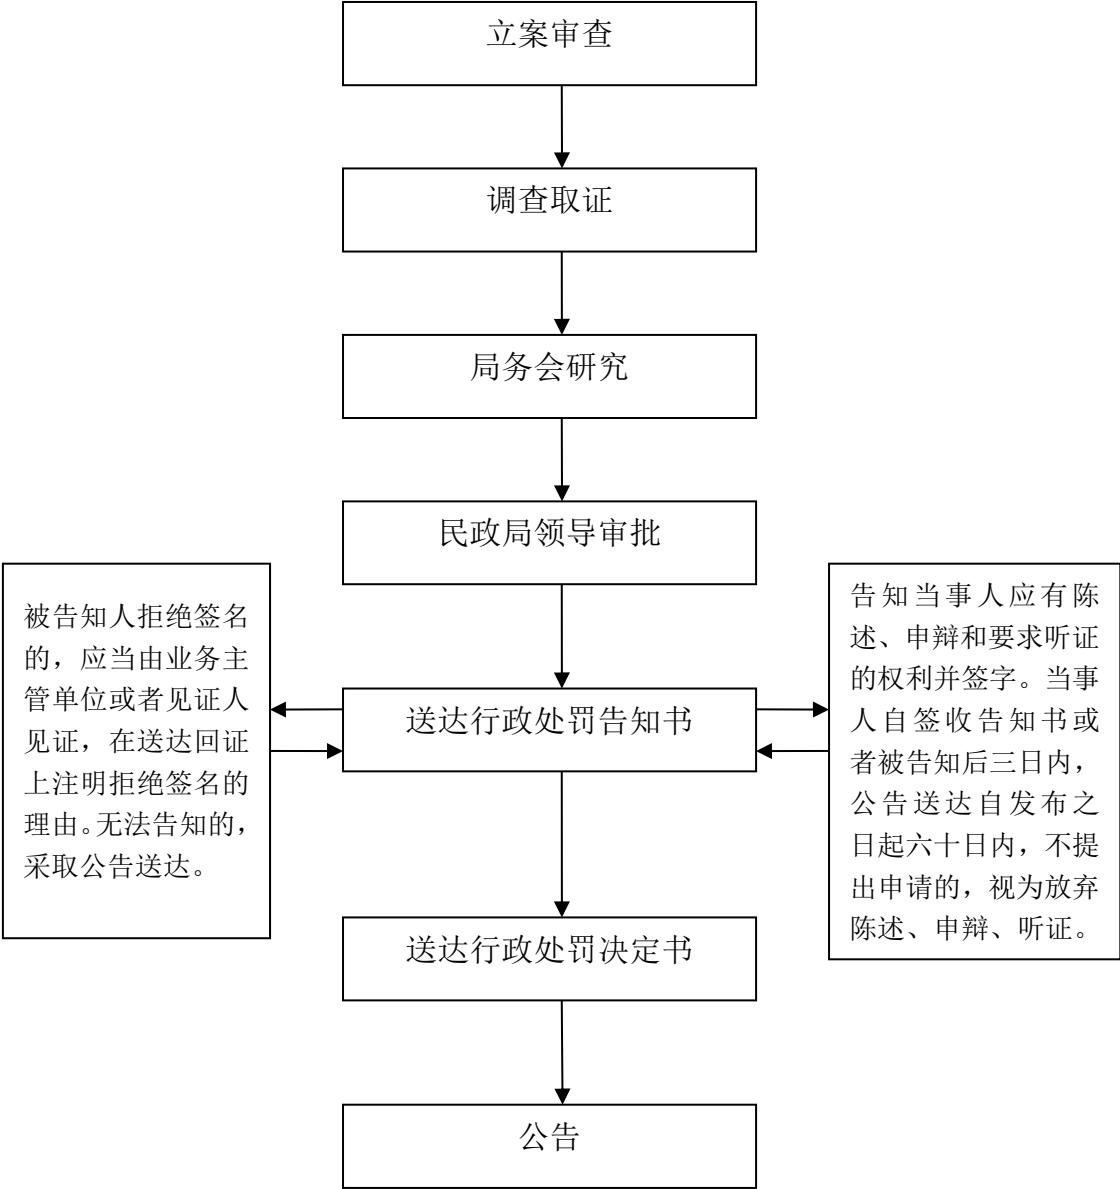 立案审查
调查取证
局务会研究
民政局领导审批
被告知人拒绝签名
的，应当由业务主
管单位或者见证人
见证，在送达回证
上注明拒绝签名的
理由。无法告知的，
采取公告送达。
送达行政处罚告知书
告知当事人应有陈
述、申辩和要求听证
的权利并签字。当事
人自签收告知书或
者被告知后三日内，
公告送达自发布之
日起六十日内，不提
出申请的，视为放弃
陈述、申辩、听证。
送达行政处罚决定书
公告